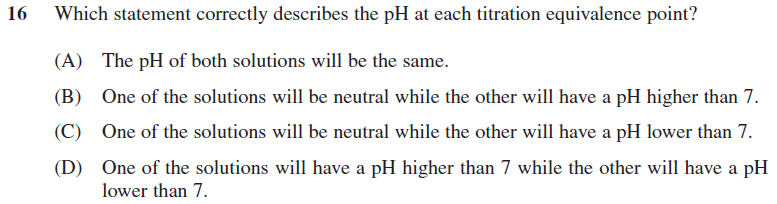 16 Which statement correctly describes the pH at each titration equivalence point?
(A) The pH of both solutions will be the same.
(B) One of the solutions will be neutral while the other will have a pH higher than 7.
(C) One of the solutions will be neutral while the other will have a pH lower than 7.
(D) One of the solutions will have a pH higher than 7 while the other will have a pH
lower than 7.